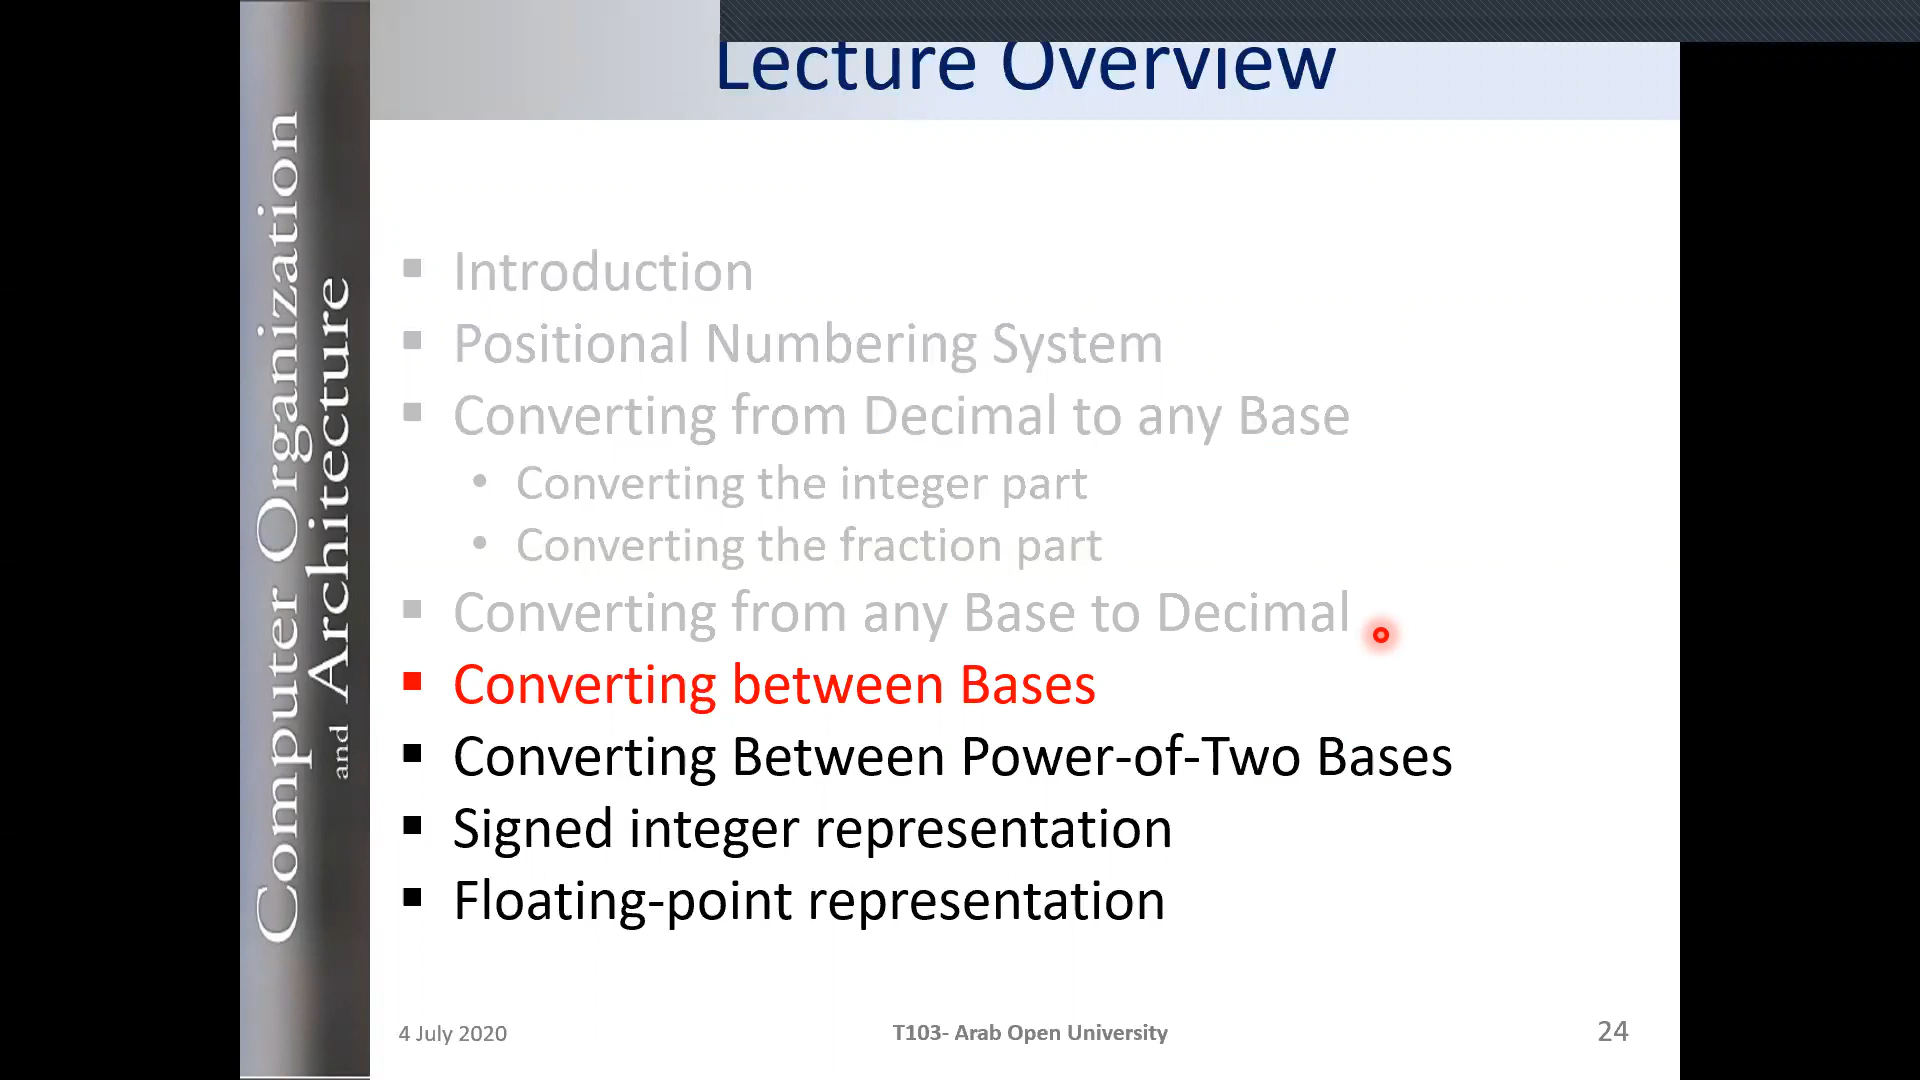 Lecture Overview
Computer Organization
and Architecture
▪ Introduction
▪ Positional Numbering System
▪ Converting from Decimal to any Base
• Converting the integer part
• Converting the fraction part
▪ Converting from any Base to Decimal
▪ Converting between Bases
▪ Converting Between Power-of-Two Bases
▪ Signed integer representation
▪ Floating-point representation
4 July 2020
T103- Arab Open University
24